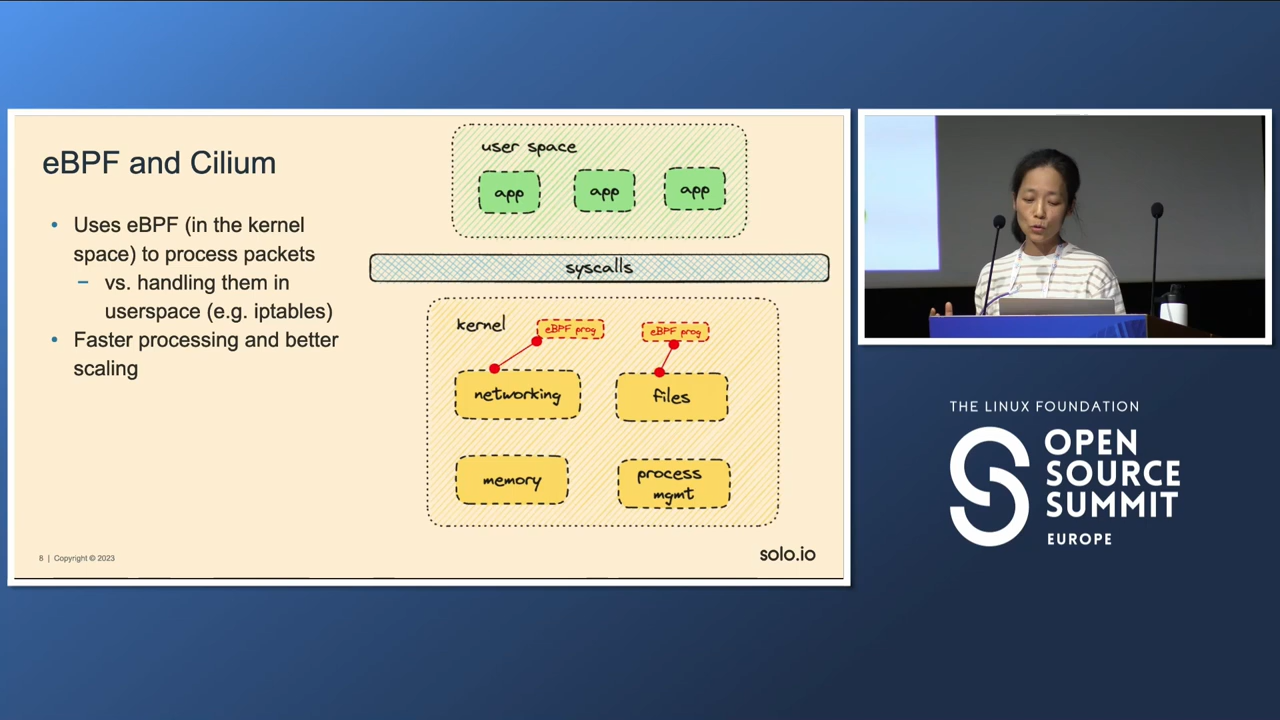 eBPF and Cilium
• Uses eBPF (in the kernel
space) to process packets
– vs. handling them in
userspace (e.g. iptables)
• Faster processing and better
scaling
user space
app app app
syscalls
kernel
eBPF prog eBPF prog
networking files
memory process
mgmt
8 | Copyright © 2023
solo.io
THE LINUX FOUNDATION
OPEN
SOURCE
SUMMIT
EUROPE